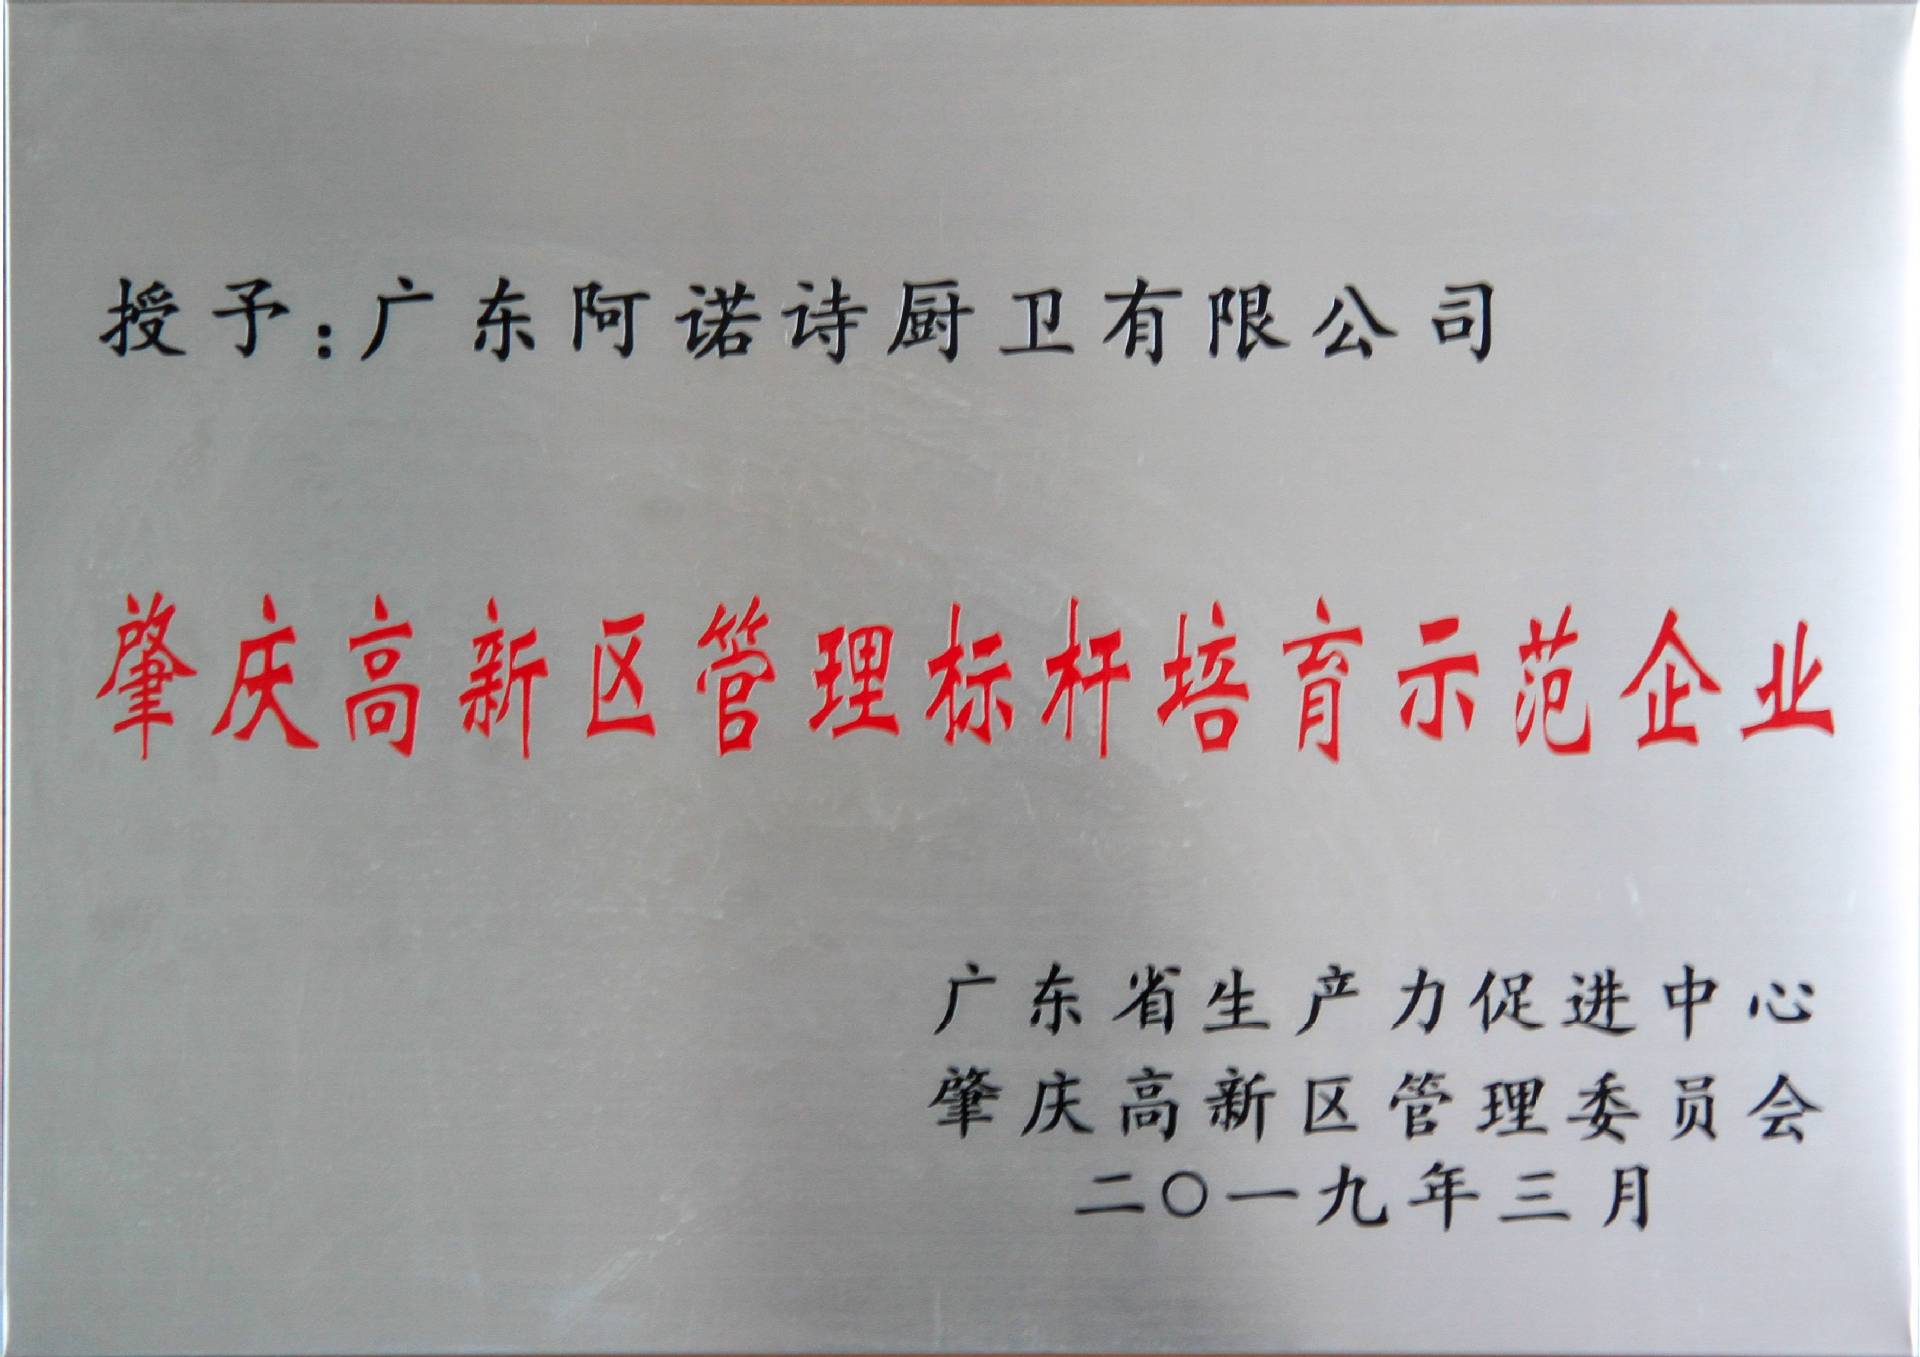 授予:广东阿诺诗厨卫有限公司
肇庆高新区管理标杆培育示范企业
广东省生产力促进中心
肇庆高新区管理委员会
二〇一九年三月